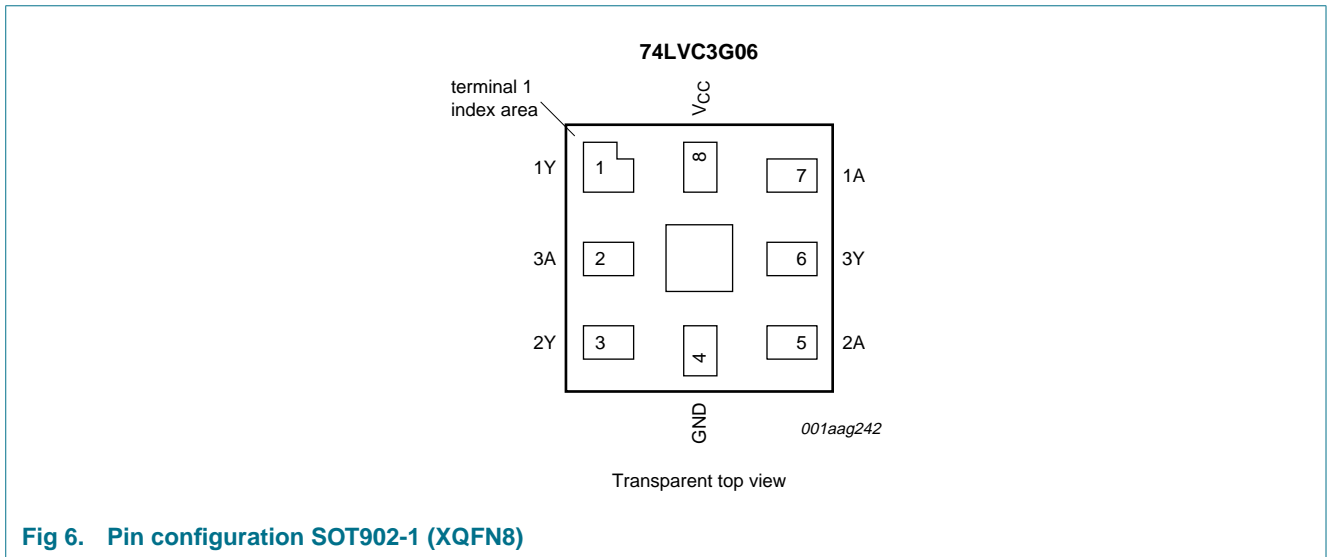 74LVC3G06
terminal 1
index area
VCC
1Y 1 8 7 1A
3A 2 6 3Y
2Y 3 4 5 2A
GND
001aag242
Transparent top view
Fig 6. Pin configuration SOT902-1 (XQFN8)